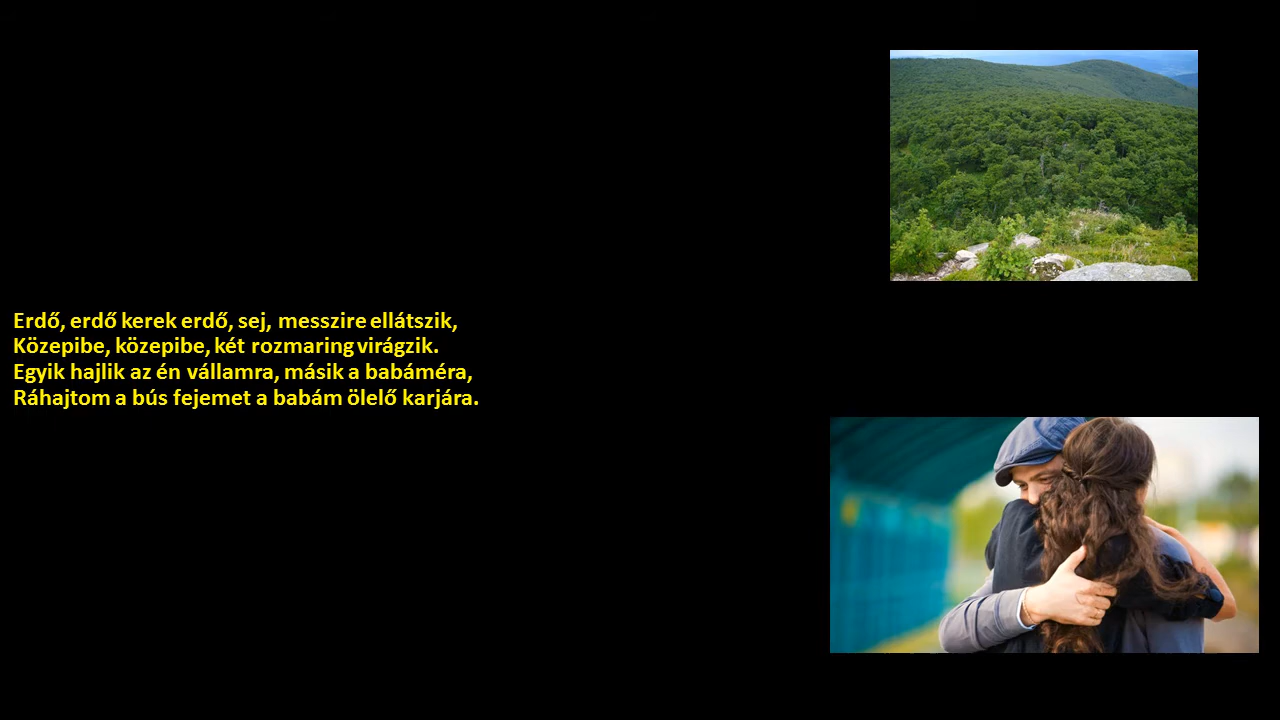 Erdő, erdő kerek erdő, sej, messzire ellátszik,
Közepibe, közepibe, két rozmaring virágzik.
Egyik hajlik az én vállamra, másik a babáméra,
Ráhajtom a bús fejemet a babám ölelő karjára.